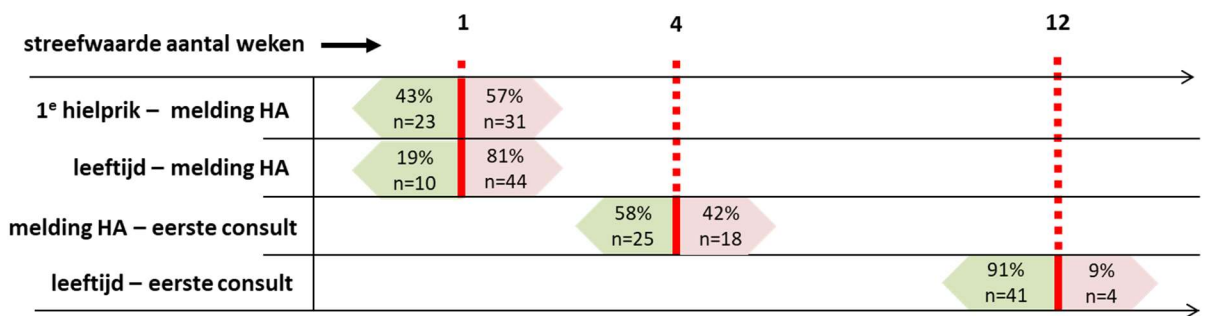 1 4 12
streefwaarde aantal weken
43% 57%
1e hielprik – melding HA
n=23 n=31
19% 81%
leeftijd – melding HA
n=10 n=44
58% 42%
melding HA – eerste consult
n=25 n=18
91% 9%
leeftijd – eerste consult
n=41 n=4